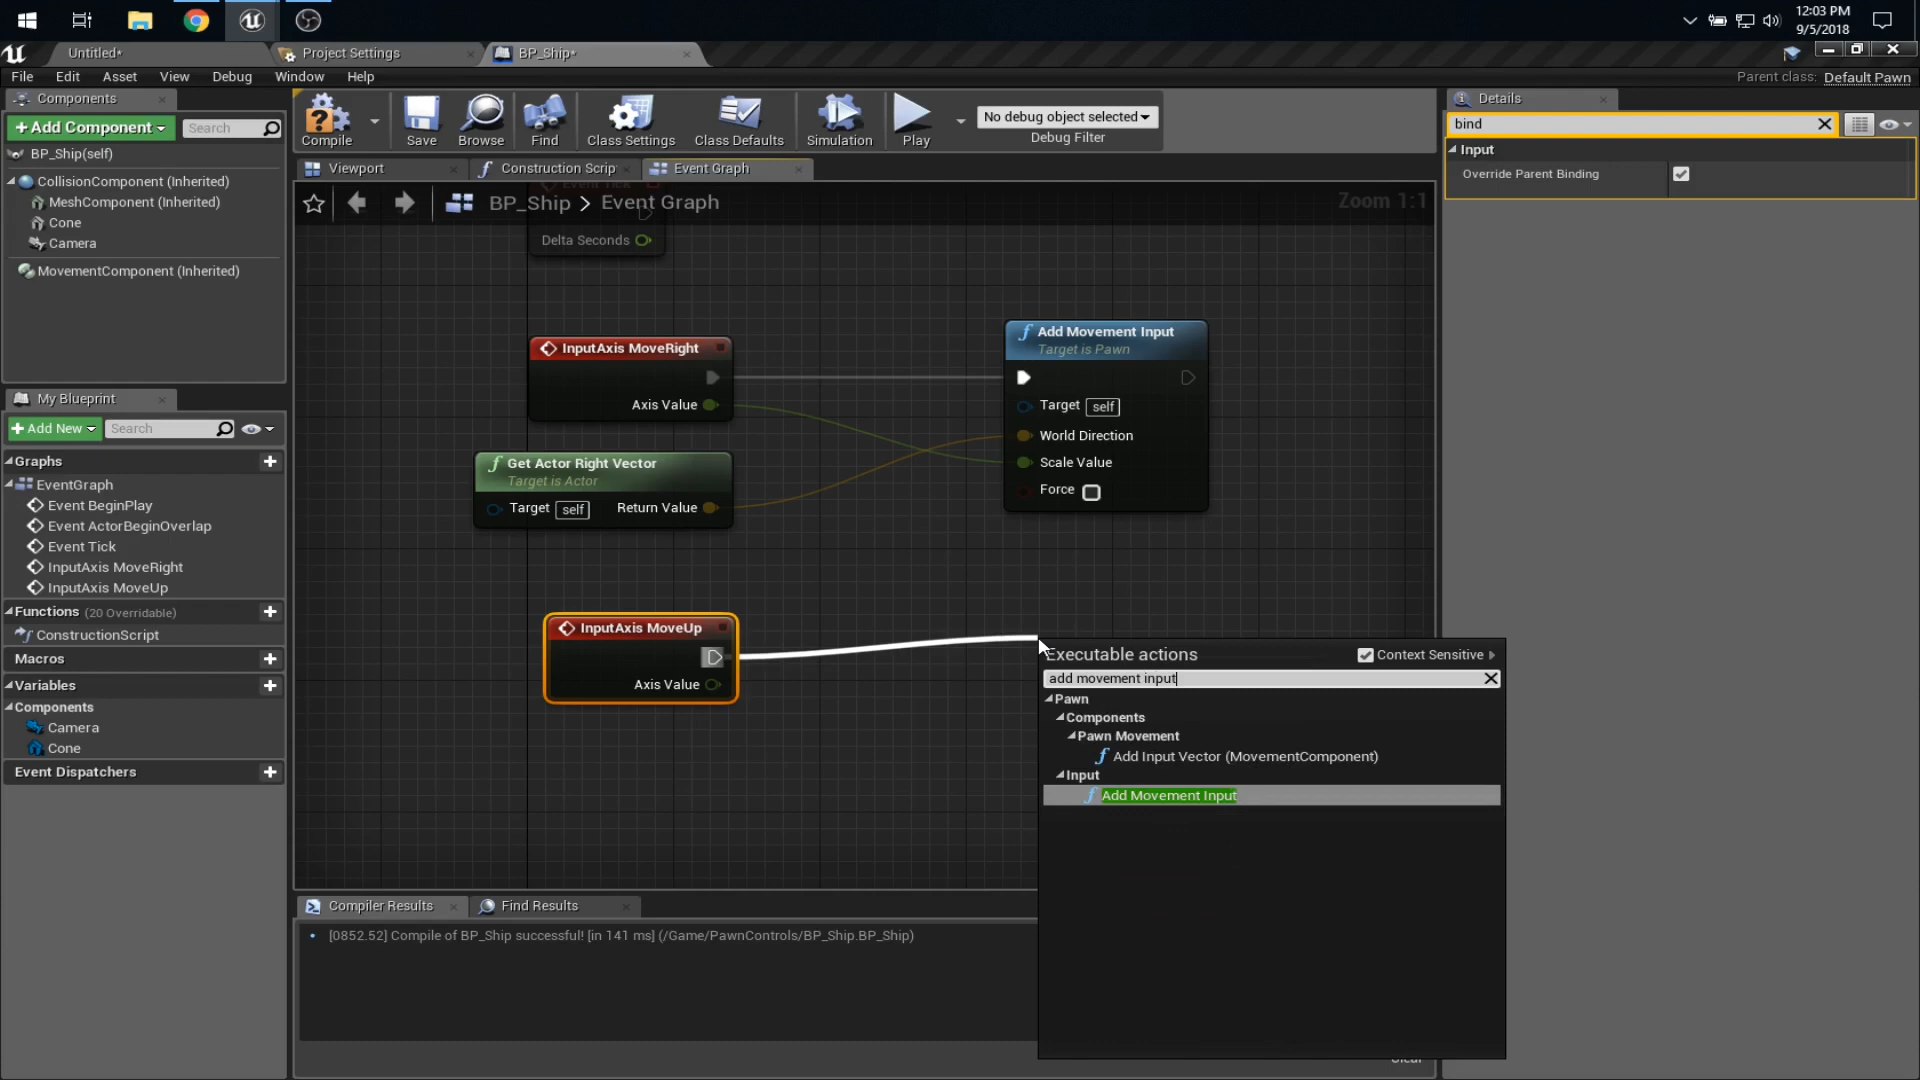 12:03 PM
9/5/2018
Untitled*
Project Settings
BP_Ship*
File Edit Asset View Debug Window Help
Parent class: Default Pawn
Components
+ Add Component
Search
BP_Ship(self)
CollisionComponent (Inherited)
MeshComponent (Inherited)
Cone
Camera
MovementComponent (Inherited)
My Blueprint
+ Add New
Search
Graphs
EventGraph
Event BeginPlay
Event ActorBeginOverlap
Event Tick
InputAxis MoveRight
InputAxis MoveUp
Functions (20 Overridable)
ConstructionScript
Macros
Variables
Components
Camera
Cone
Event Dispatchers
Compile
Save
Browse
Find
Class Settings
Class Defaults
Simulation
Play
No debug object selected
Debug Filter
Viewport
Construction Scrip
Event Graph
Event Tick
BP_Ship > Event Graph
Zoom 1:1
Delta Seconds
InputAxis MoveRight
Axis Value
Get Actor Right Vector
Target is Actor
Target self
Return Value
Add Movement Input
Target is Pawn
Target self
World Direction
Scale Value
Force
InputAxis MoveUp
Axis Value
Executable actions
Context Sensitive
add movement input
Pawn
Components
Pawn Movement
Add Input Vector (MovementComponent)
Input
Add Movement Input
Compiler Results
Find Results
[0852.52] Compile of BP_Ship successful! [in 141 ms] (/Game/PawnControls/BP_Ship.BP_Ship)
Clear
Details
bind
Input
Override Parent Binding